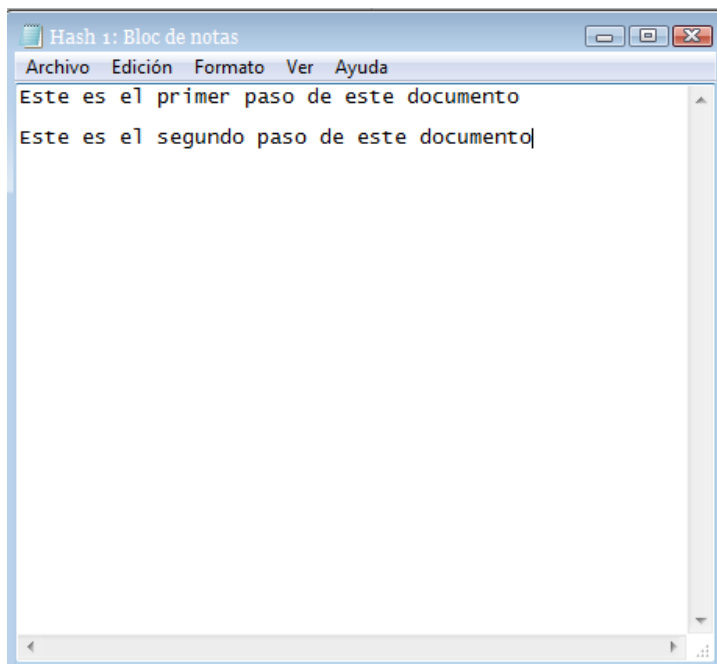 Hash 1: Bloc de notas
Archivo Edición Formato Ver Ayuda
Este es el primer paso de este documento
Este es el segundo paso de este documento